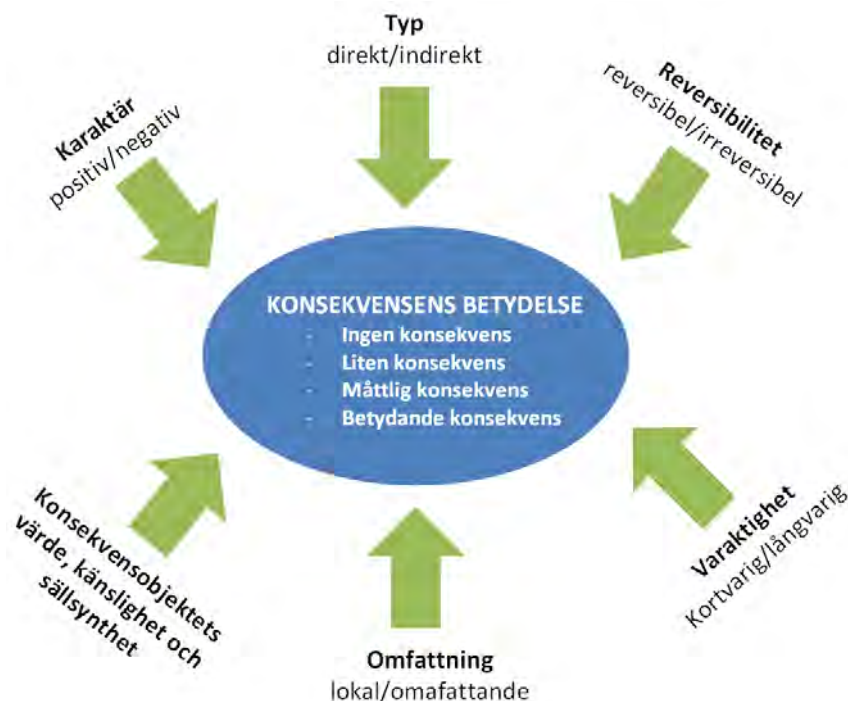 Typ
direkt/indirekt
Reversibilitet
reversibel/irreversibel
Karaktär
positiv/negativ
KONSEKVENSENS BETYDELSE
- Ingen konsekvens
- Liten konsekvens
- Måttlig konsekvens
- Betydande konsekvens
Konsekvensobjektets
värde, känslighet och
sällsynthet
Varaktighet
Kortvarig/långvarig
Omfattning
lokal/omafattande